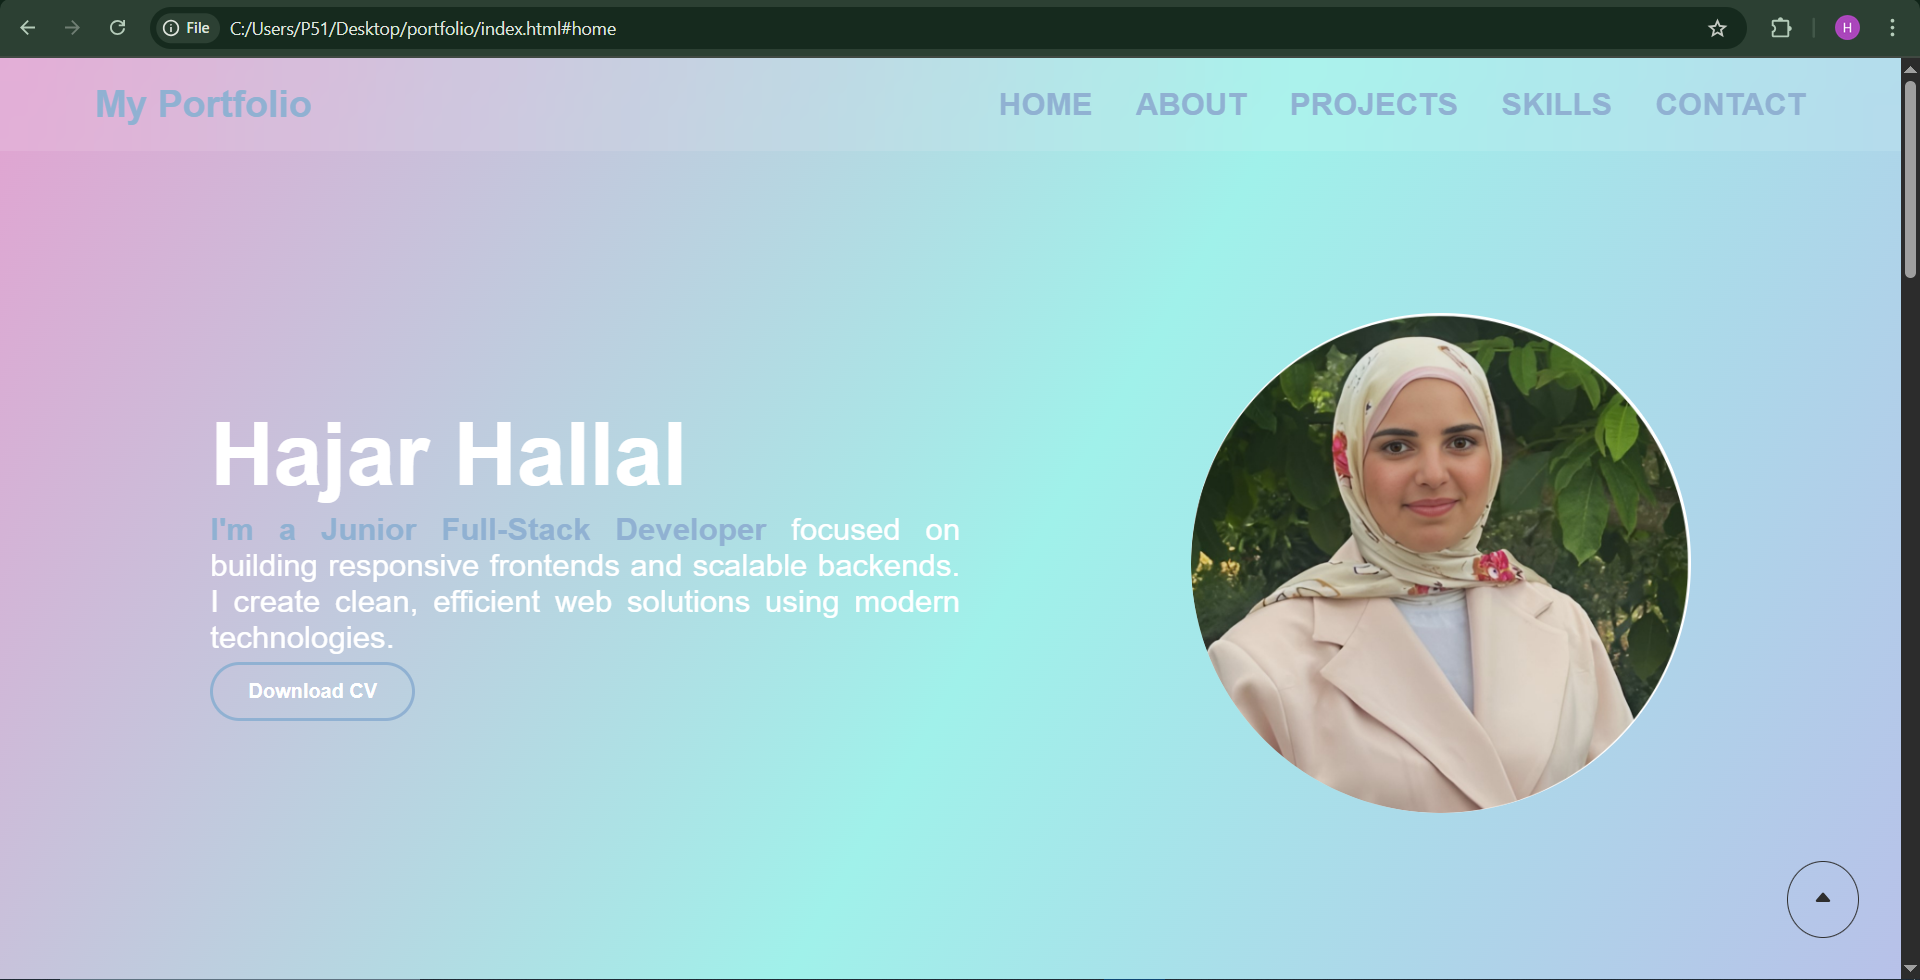 File
C:/Users/P51/Desktop/portfolio/index.html#home
H
My Portfolio
HOME ABOUT PROJECTS SKILLS CONTACT
Hajar Hallal
I'm a Junior Full-Stack Developer focused on
building responsive frontends and scalable backends.
I create clean, efficient web solutions using modern
technologies.
Download CV